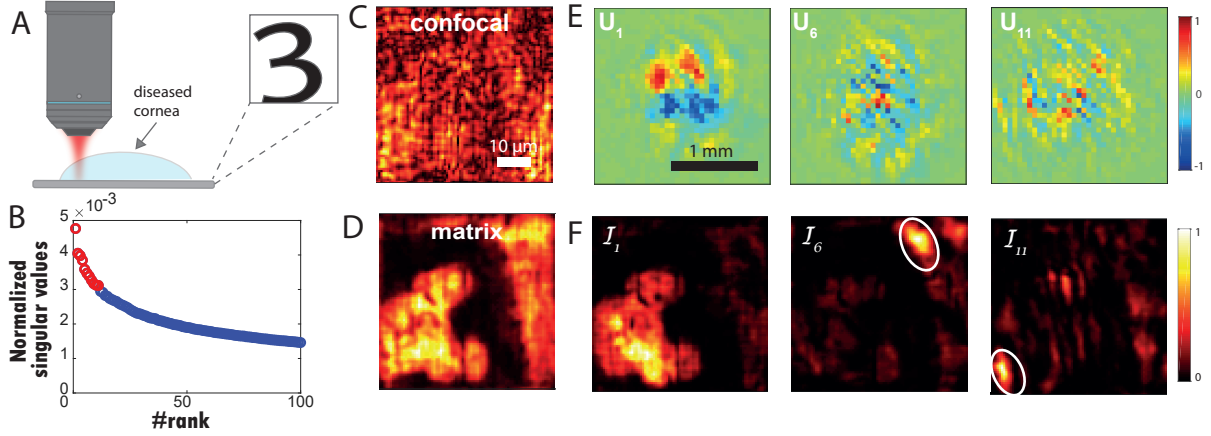 A
diseased
cornea
3
B
×10⁻³
5
4
3
2
1
0
Normalized
singular values
0
50
100
#rank
C
confocal
10 μm
D
matrix
E
U₁
1 mm
U₆
U₁₁
1
0
-1
F
I₁
I₆
I₁₁
1
0